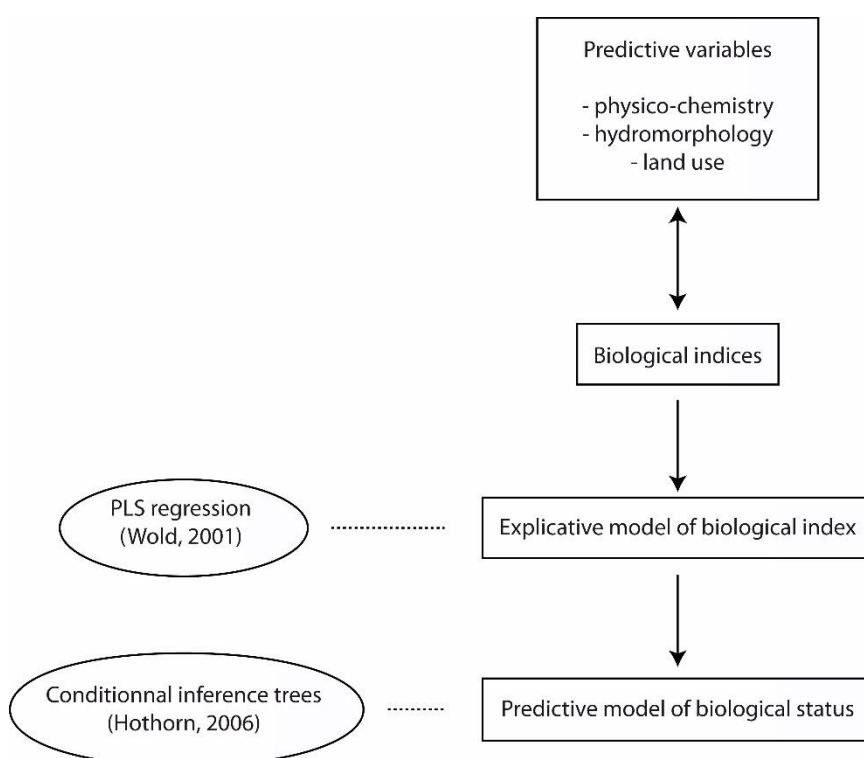 Predictive variables
- physico-chemistry
- hydromorphology
- land use
Biological indices
PLS regression
(Wold, 2001)
Explicative model of biological index
Conditionnal inference trees
(Hothorn, 2006)
Predictive model of biological status